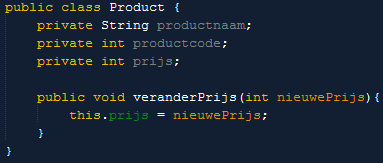 public class Product {
    private String productnaam;
    private int productcode;
    private int prijs;
    public void veranderPrijs(int nieuwePrijs){
        this.prijs = nieuwePrijs;
    }
}